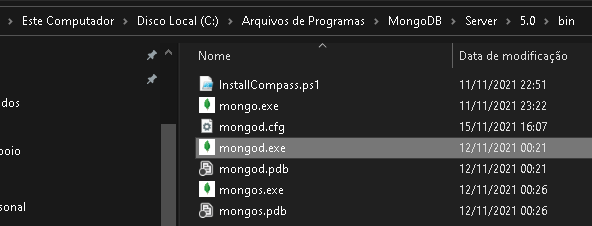 Este Computador > Disco Local (C:) > Arquivos de Programas > MongoDB > Server > 5.0 > bin
Nome Data de modificação
InstallCompass.ps1 11/11/2021 22:51
dos mongo.exe 11/11/2021 23:22
mongod.cfg 15/11/2021 16:07
poio mongod.exe 12/11/2021 00:21
mongod.pdb 12/11/2021 00:21
mongos.exe 12/11/2021 00:26
sonal mongos.pdb 12/11/2021 00:26